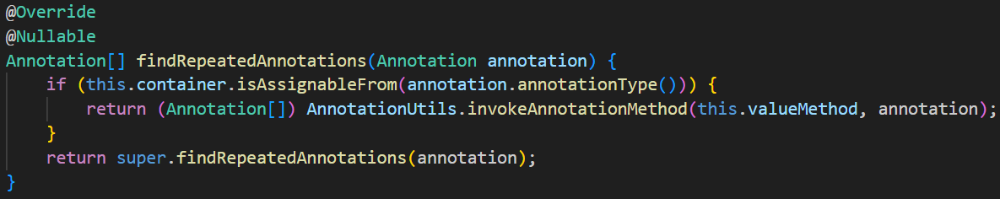 @Override
@Nullable
Annotation[] findRepeatedAnnotations(Annotation annotation) {
    if (this.container.isAssignableFrom(annotation.annotationType())) {
        return (Annotation[]) AnnotationUtils.invokeAnnotationMethod(this.valueMethod, annotation);
    }
    return super.findRepeatedAnnotations(annotation);
}